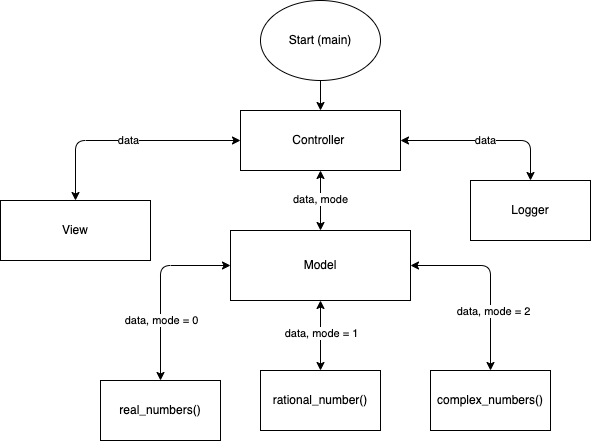 Start (main)
Controller
data
data
data, mode
View
Logger
Model
data, mode = 0
data, mode = 1
data, mode = 2
real_numbers()
rational_number()
complex_numbers()